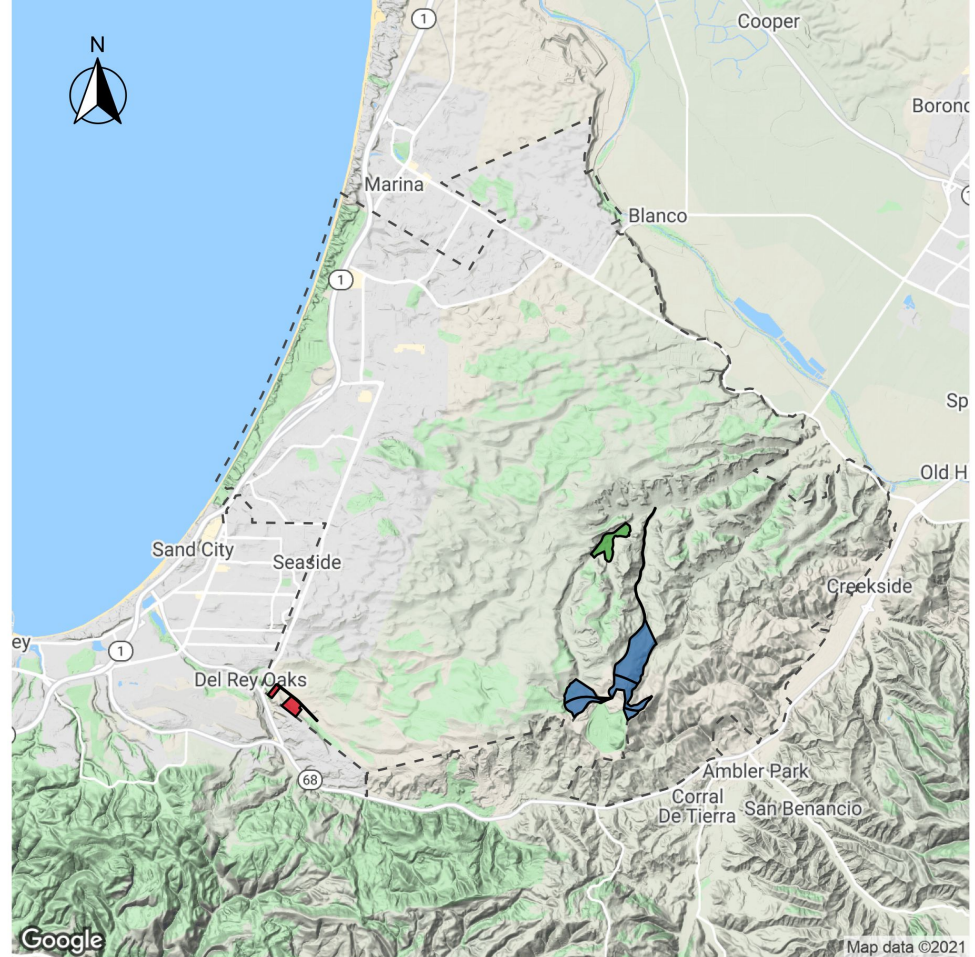 Cooper
1
N
Boronc
Marina
Blanco
1
Sp
Old H
Sand City
Seaside
Creekside
ey
1
Del Rey Oaks
68
Ambler Park
Corral
De Tierra
San Benancio
Google
Map data ©2021